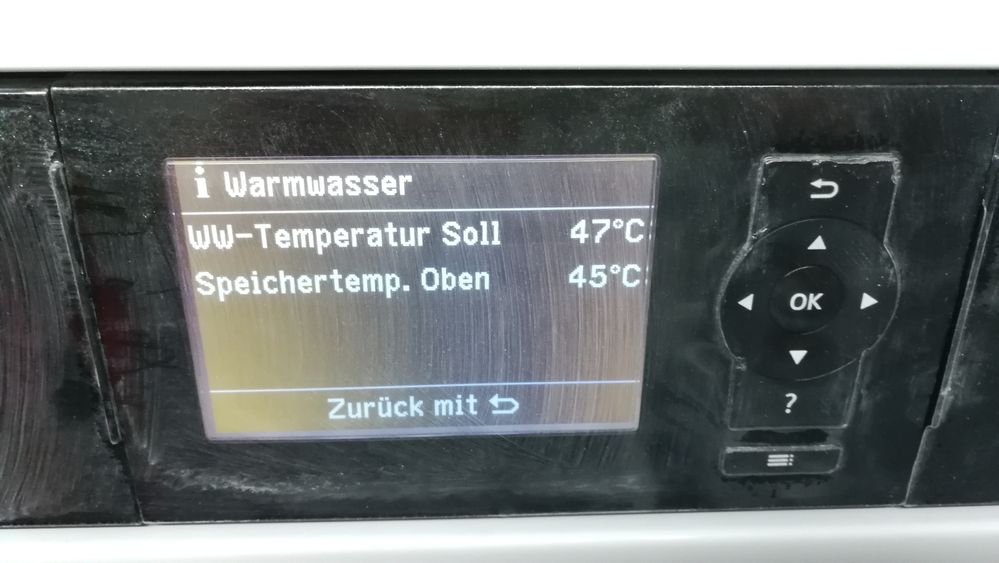 i Warmwasser
WW-Temperatur Soll 47°C
Speichertemp. Oben 45°C
Zurück mit
OK
?